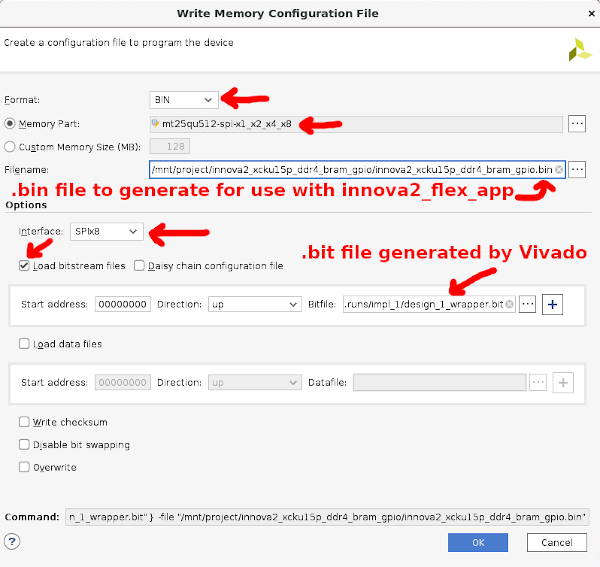 Write Memory Configuration File
Create a configuration file to program the device
Format: BIN
Memory Part: mt25qu512-spi-x1_x2_x4_x8 ...
Custom Memory Size (MB): 128
Filename: /mnt/project/innova2_xcku15p_ddr4_bram_gpio/innova2_xcku15p_ddr4_bram_gpio.bin ...
.bin file to generate for use with innova2_flex_app
Options
Interface: SPIx8
.bit file generated by Vivado
Load bitstream files Daisy chain configuration file
Start address: 00000000 Direction: up Bitfile: .runs/impl_1/design_1_wrapper.bit ... +
Load data files
Start address: 00000000 Direction: up Datafile: ... +
Write checksum
Disable bit swapping
Overwrite
Command: n_1_wrapper.bit" } -file "/mnt/project/innova2_xcku15p_ddr4_bram_gpio/innova2_xcku15p_ddr4_bram_gpio.bin"
? OK Cancel